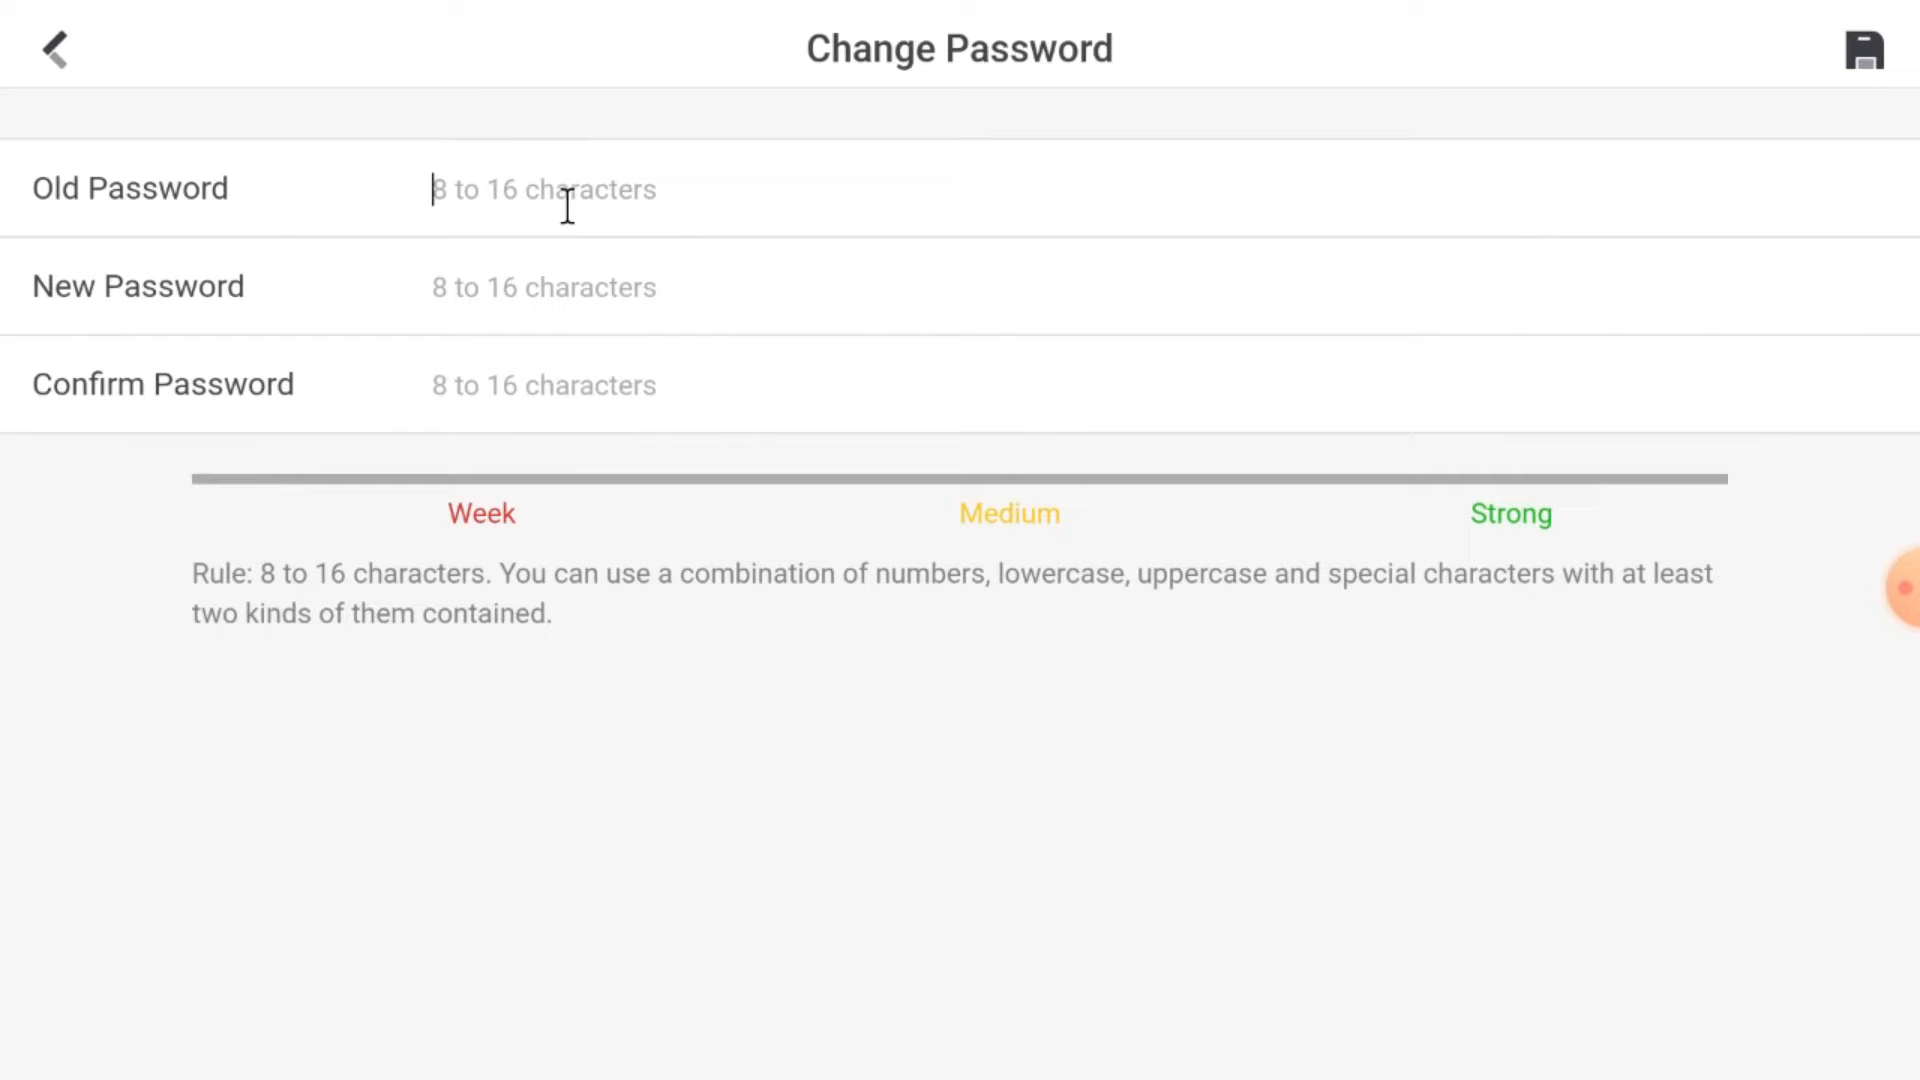 Change Password
Old Password 8 to 16 characters
New Password 8 to 16 characters
Confirm Password 8 to 16 characters
Week Medium Strong
Rule: 8 to 16 characters. You can use a combination of numbers, lowercase, uppercase and special characters with at least
two kinds of them contained.